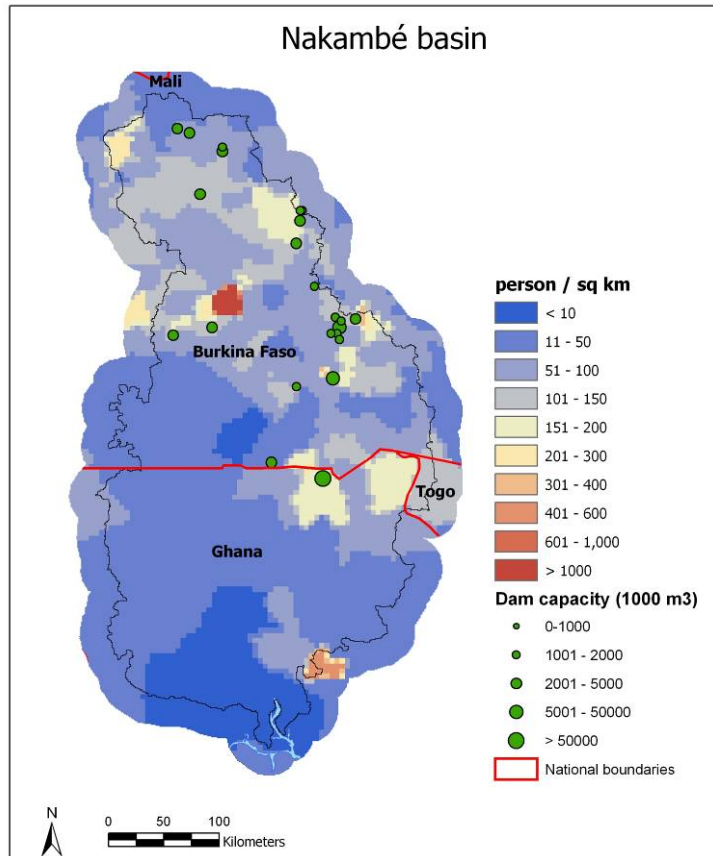 Nakambé basin
Mali
Burkina Faso
Togo
Ghana
person / sq km
< 10
11 - 50
51 - 100
101 - 150
151 - 200
201 - 300
301 - 400
401 - 600
601 - 1,000
> 1000
Dam capacity (1000 m3)
0-1000
1001 - 2000
2001 - 5000
5001 - 50000
> 50000
National boundaries
N
0 50 100
Kilometers